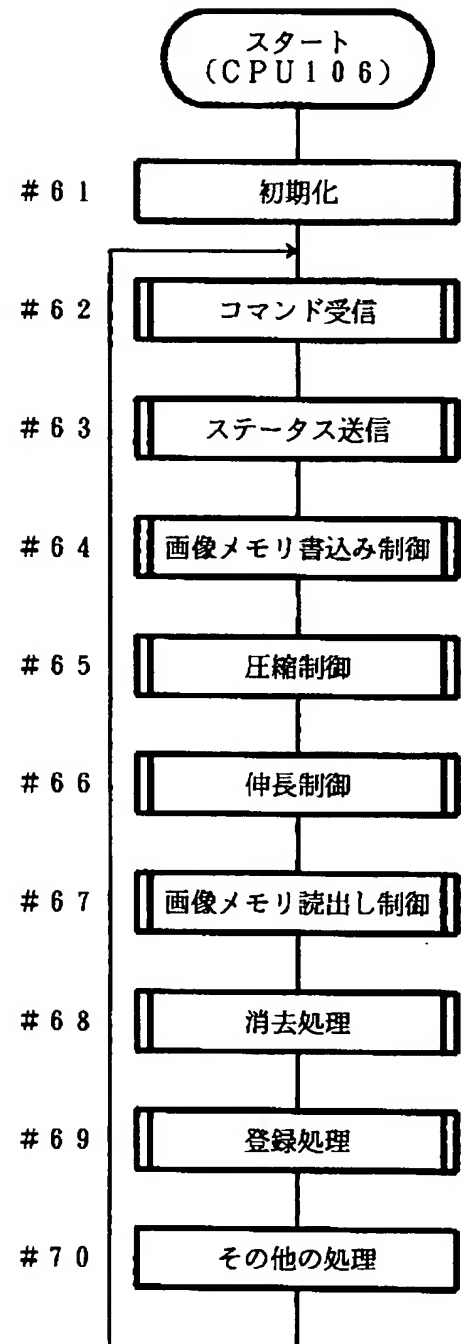 スタート
(CPU106)
#61 初期化
#62 コマンド受信
#63 ステータス送信
#64 画像メモリ書込み制御
#65 圧縮制御
#66 伸長制御
#67 画像メモリ読出し制御
#68 消去処理
#69 登録処理
#70 その他の処理